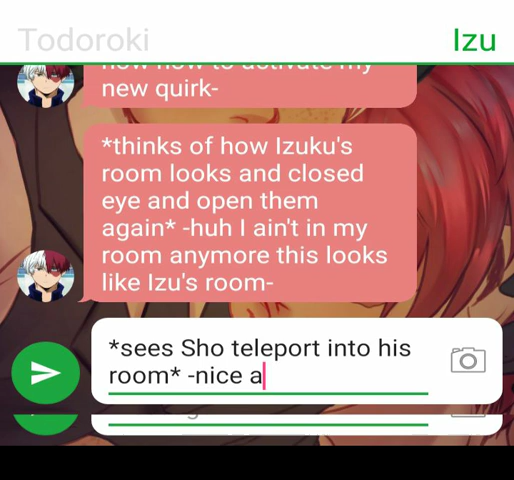 Todoroki
Izu
new quirk-
*thinks of how Izuku's
room looks and closed
eye and open them
again* -huh I ain't in my
room anymore this looks
like Izu's room-
*sees Sho teleport into his
room* -nice a